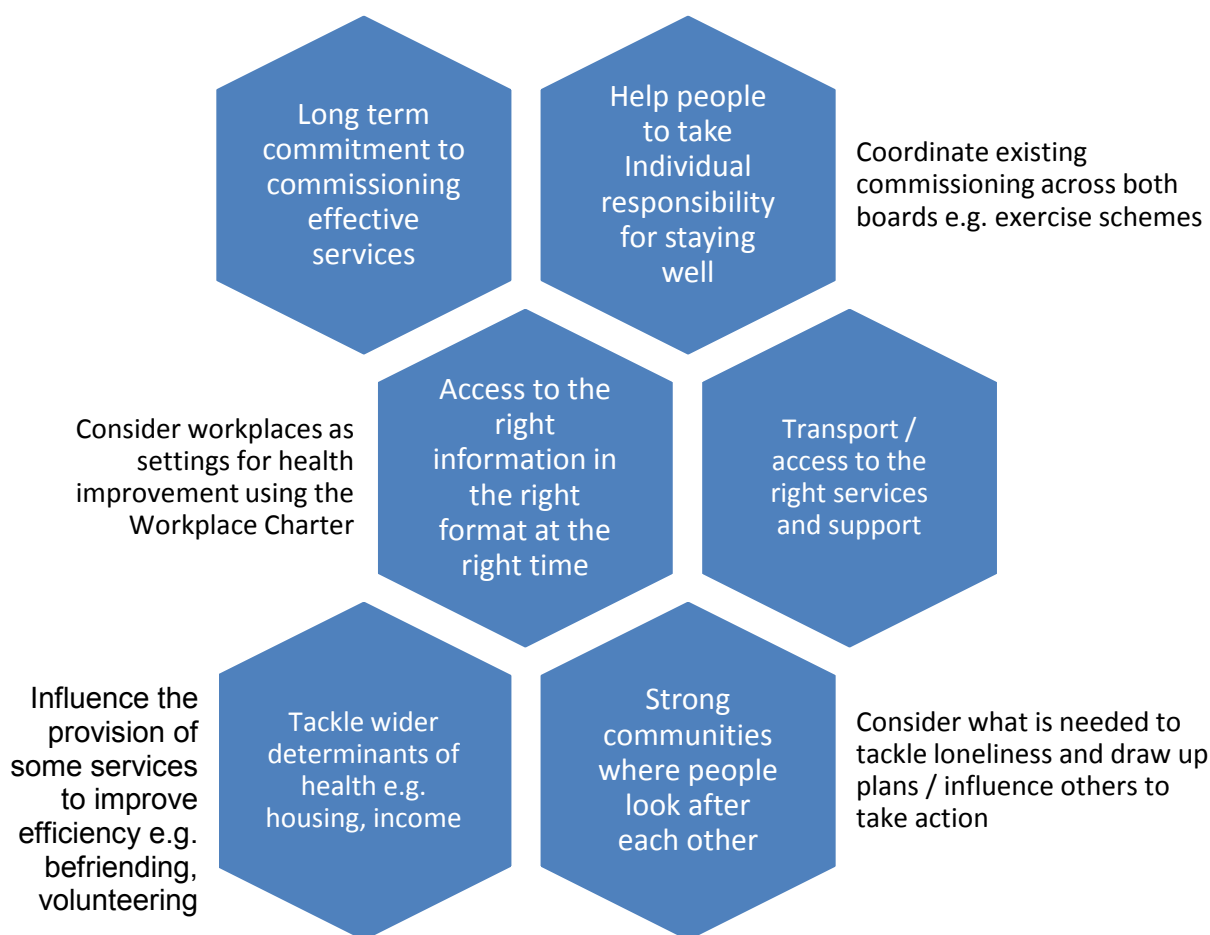 Long term
commitment to
commissioning
effective
services
Help people
to take
Individual
responsibility
for staying
well
Coordinate existing
commissioning across both
boards e.g. exercise schemes
Consider workplaces as
settings for health
improvement using the
Workplace Charter
Access to the
right
information in
the right
format at the
right time
Transport /
access to the
right services
and support
Influence the
provision of
some services
to improve
efficiency e.g.
befriending,
volunteering
Tackle wider
determinants of
health e.g.
housing, income
Strong
communities
where people
look after
each other
Consider what is needed to
tackle loneliness and draw up
plans / influence others to
take action